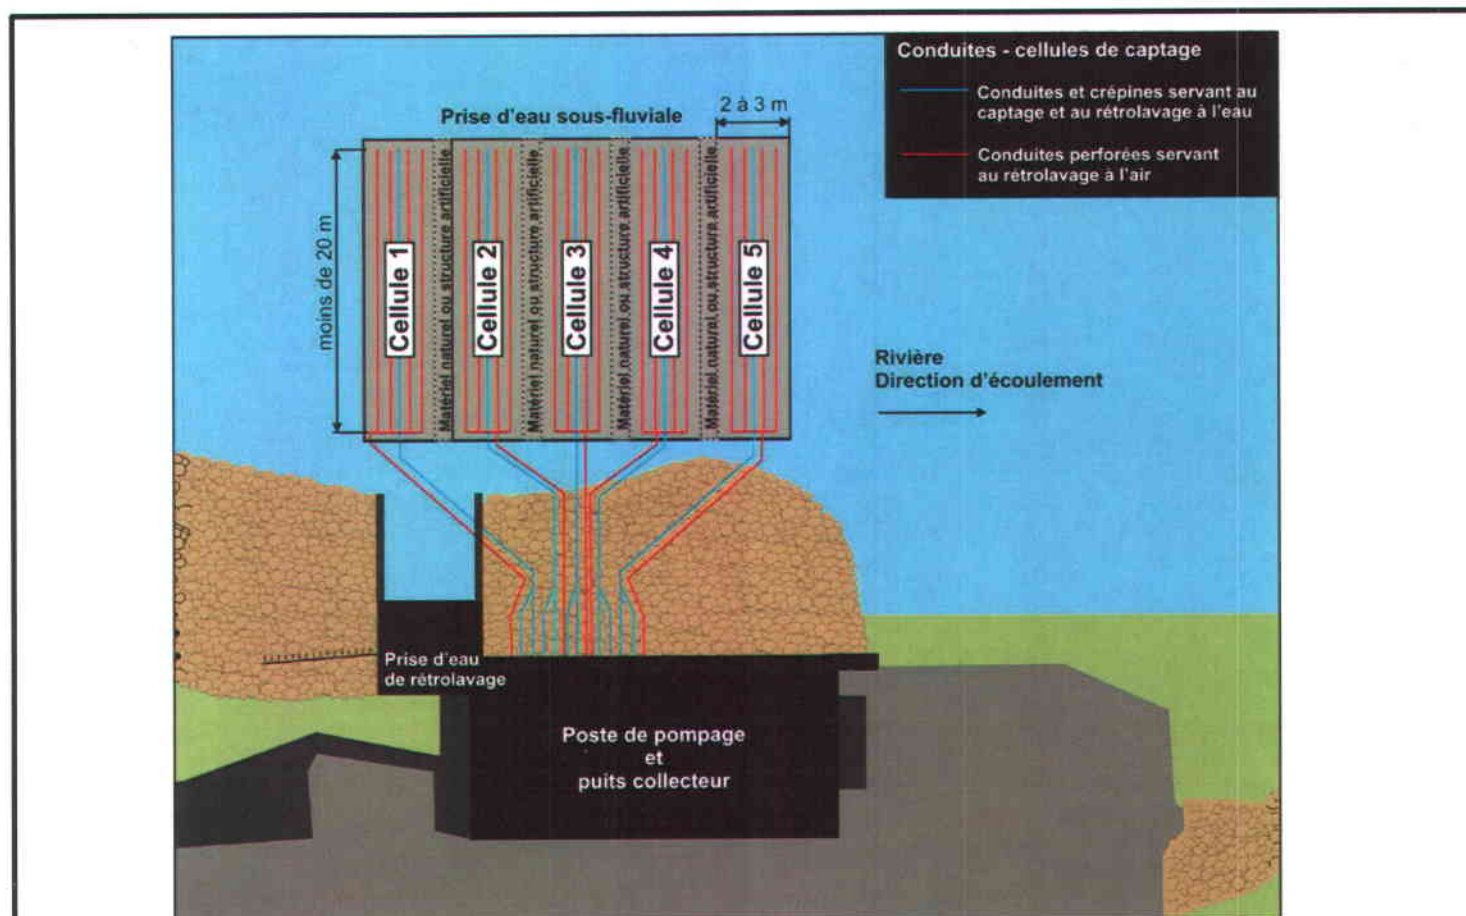 Conduites - cellules de captage
Conduites et crépines servant au
captage et au rétrolavage à l'eau
Conduites perforées servant
au rétrolavage à l'air
Prise d'eau sous-fluviale
2 à 3 m
moins de 20 m
Cellule 1
Matériel naturel ou structure artificielle
Cellule 2
Matériel naturel ou structure artificielle
Cellule 3
Matériel naturel ou structure artificielle
Cellule 4
Matériel natural ou structure artificielle
Cellule 5
Rivière
Direction d'écoulement
Prise d'eau
de rétrolavage
Poste de pompage
et
puits collecteur